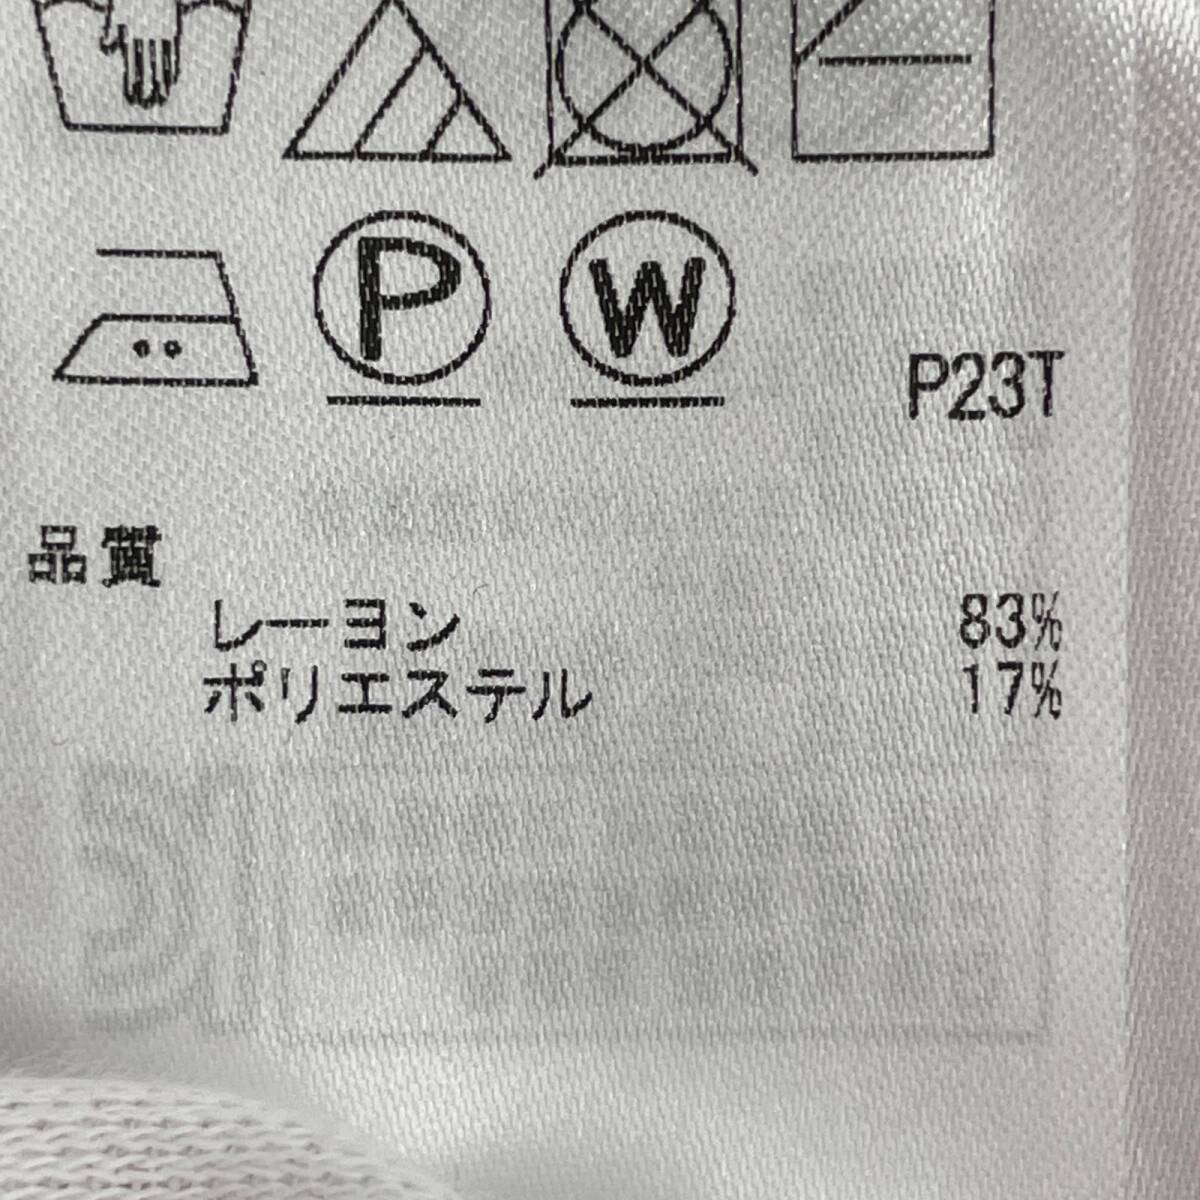 P W
P23T
品質
レーヨン 83%
ポリエステル 17%